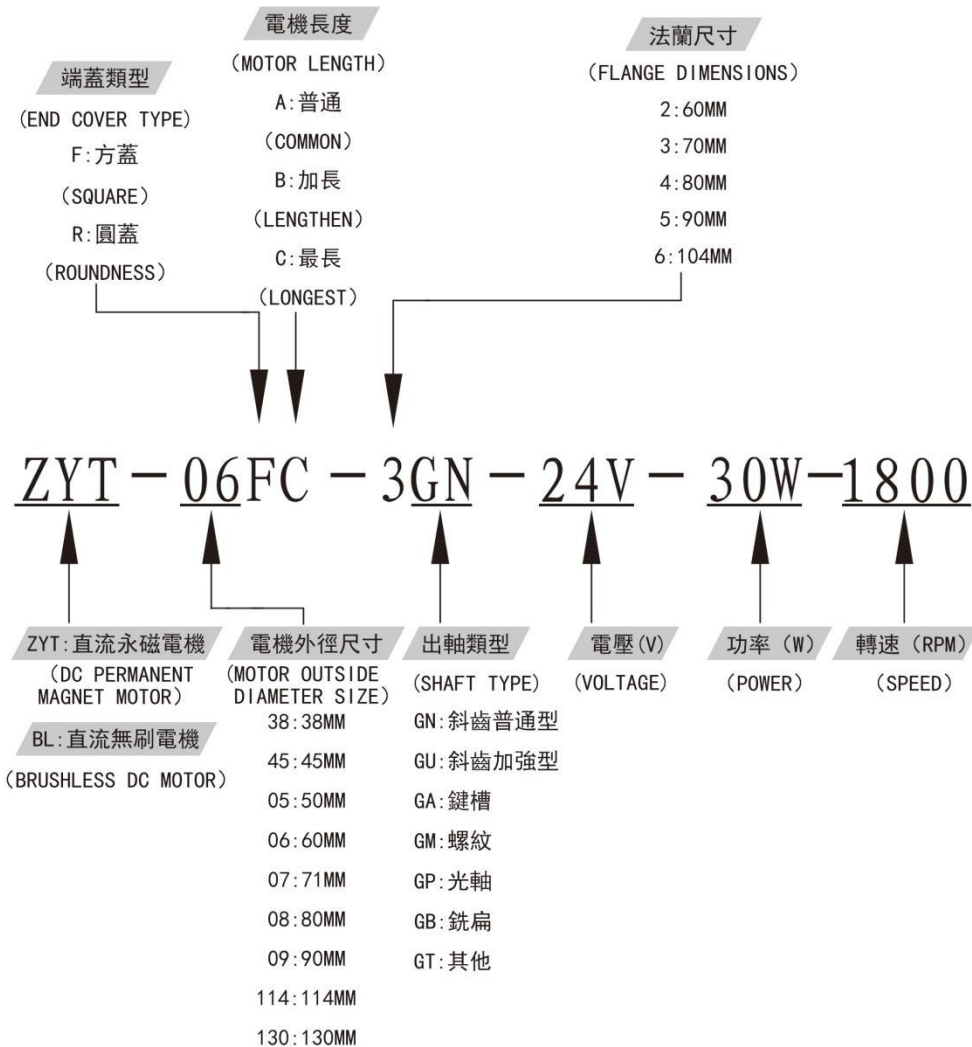 電機長度
(MOTOR LENGTH)
A:普通
(COMMON)
B:加長
(LENGTHEN)
C:最長
(LONGEST)
端蓋類型
(END COVER TYPE)
F:方蓋
(SQUARE)
R:圓蓋
(ROUNDNESS)
法蘭尺寸
(FLANGE DIMENSIONS)
2:60MM
3:70MM
4:80MM
5:90MM
6:104MM
ZYT-06FC-3GN-24V-30W-1800
ZYT:直流永磁電機
(DC PERMANENT
MAGNET MOTOR)
BL:直流無刷電機
(BRUSHLESS DC MOTOR)
電機外徑尺寸
(MOTOR OUTSIDE
DIAMETER SIZE)
38:38MM
45:45MM
05:50MM
06:60MM
07:71MM
08:80MM
09:90MM
114:114MM
130:130MM
出軸類型
(SHAFT TYPE)
GN:斜齒普通型
GU:斜齒加強型
GA:鍵槽
GM:螺紋
GP:光軸
GB:銑扁
GT:其他
電壓(V)
(VOLTAGE)
功率 (W)
(POWER)
轉速 (RPM)
(SPEED)